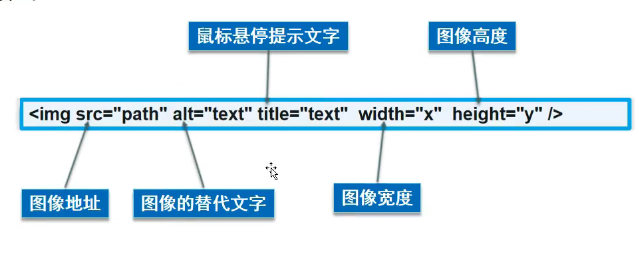 鼠标悬停提示文字
图像高度
<img src="path" alt="text" title="text" width="x" height="y" />
图像地址
图像的替代文字
图像宽度